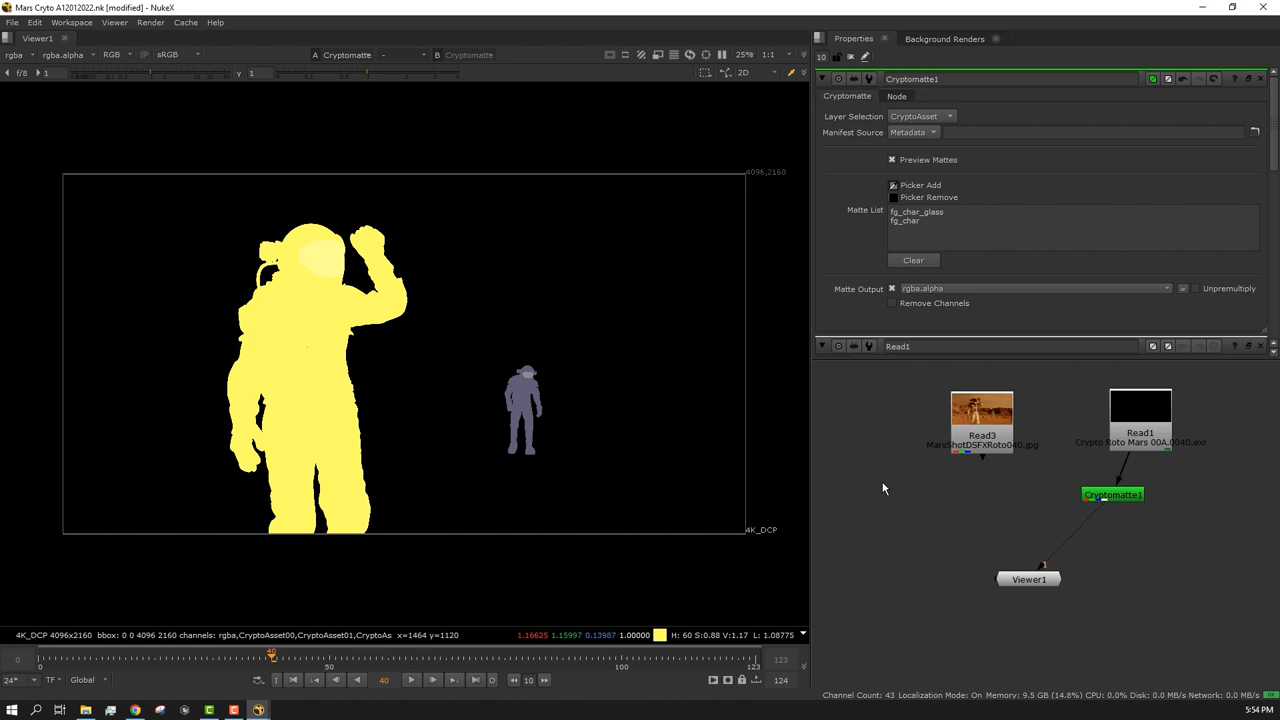 Mars Cryto A12012022.nk [modified] - NukeX
File Edit Workspace Viewer Render Cache Help
Viewer1
Properties
Background Renders
rgba rgba.alpha RGB IP sRGB A Cryptomatte - B Cryptomatte 25% 1:1
10
f/8 1 y 1 2D
Cryptomatte1
Cryptomatte Node
Layer Selection CryptoAsset
Manifest Source Metadata
Preview Mattes
Picker Add
Picker Remove
Matte List
fg_char_glass
fg_char
Clear
Matte Output rgba.alpha = Unpremultiply
Remove Channels
4096,2160
4K_DCP
Read1
Read3
MarsShotDSFXRoto040.jpg
Read1
Crypto Roto Mars 00A.0040.exr
Cryptomatte1
1
Viewer1
4K_DCP 4096x2160 bbox: 0 0 4096 2160 channels: rgba,CryptoAsset00,CryptoAsset01,CryptoAs x=1464 y=1120 1.16625 1.15997 0.13987 1.00000 H: 60 S:0.88 V:1.17 L: 1.08775
40
0 0 50 100 123 123
24* TF Global 40 10 124
Channel Count: 43 Localization Mode: On Memory: 9.5 GB (14.8%) CPU: 0.0% Disk: 0.0 MB/s Network: 0.0 MB/s
5:54 PM